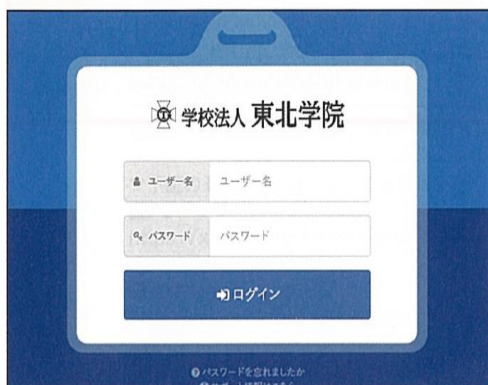 学校法人 東北学院
ユーザー名 ユーザー名
パスワード パスワード
ログイン
パスワードを忘れましたか